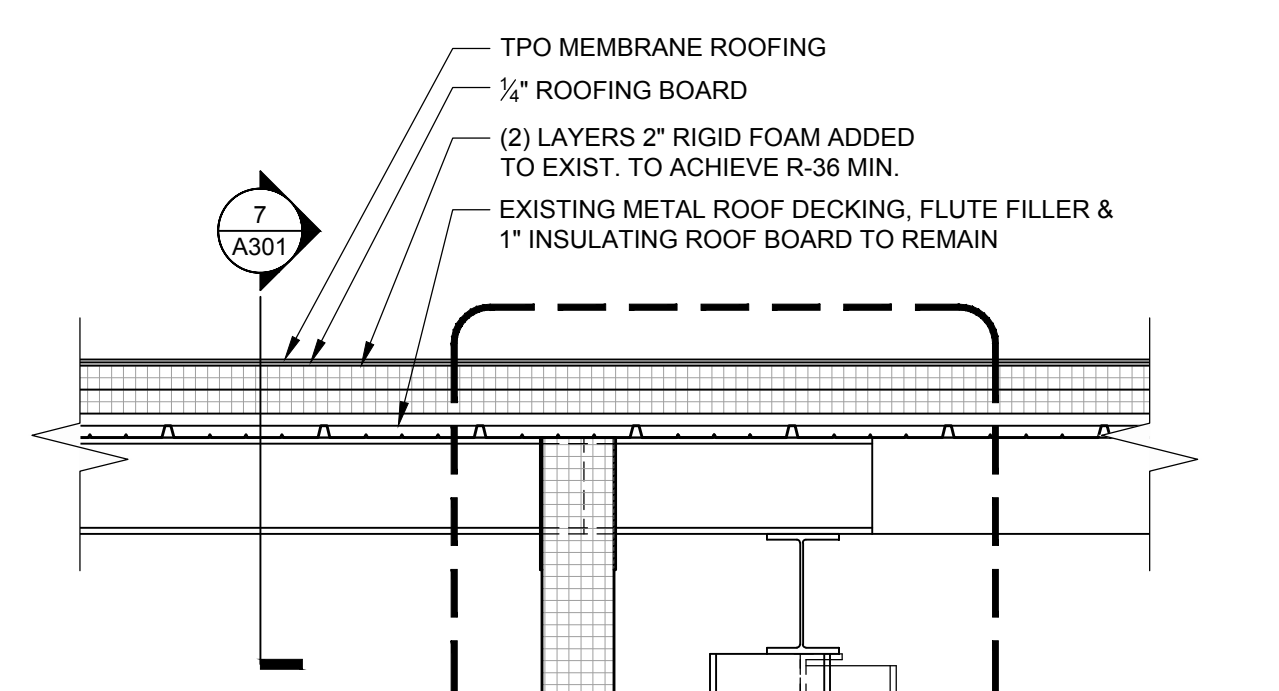 TPO MEMBRANE ROOFING
¼" ROOFING BOARD
(2) LAYERS 2" RIGID FOAM ADDED
TO EXIST. TO ACHIEVE R-36 MIN.
EXISTING METAL ROOF DECKING, FLUTE FILLER &
1" INSULATING ROOF BOARD TO REMAIN
7
A301